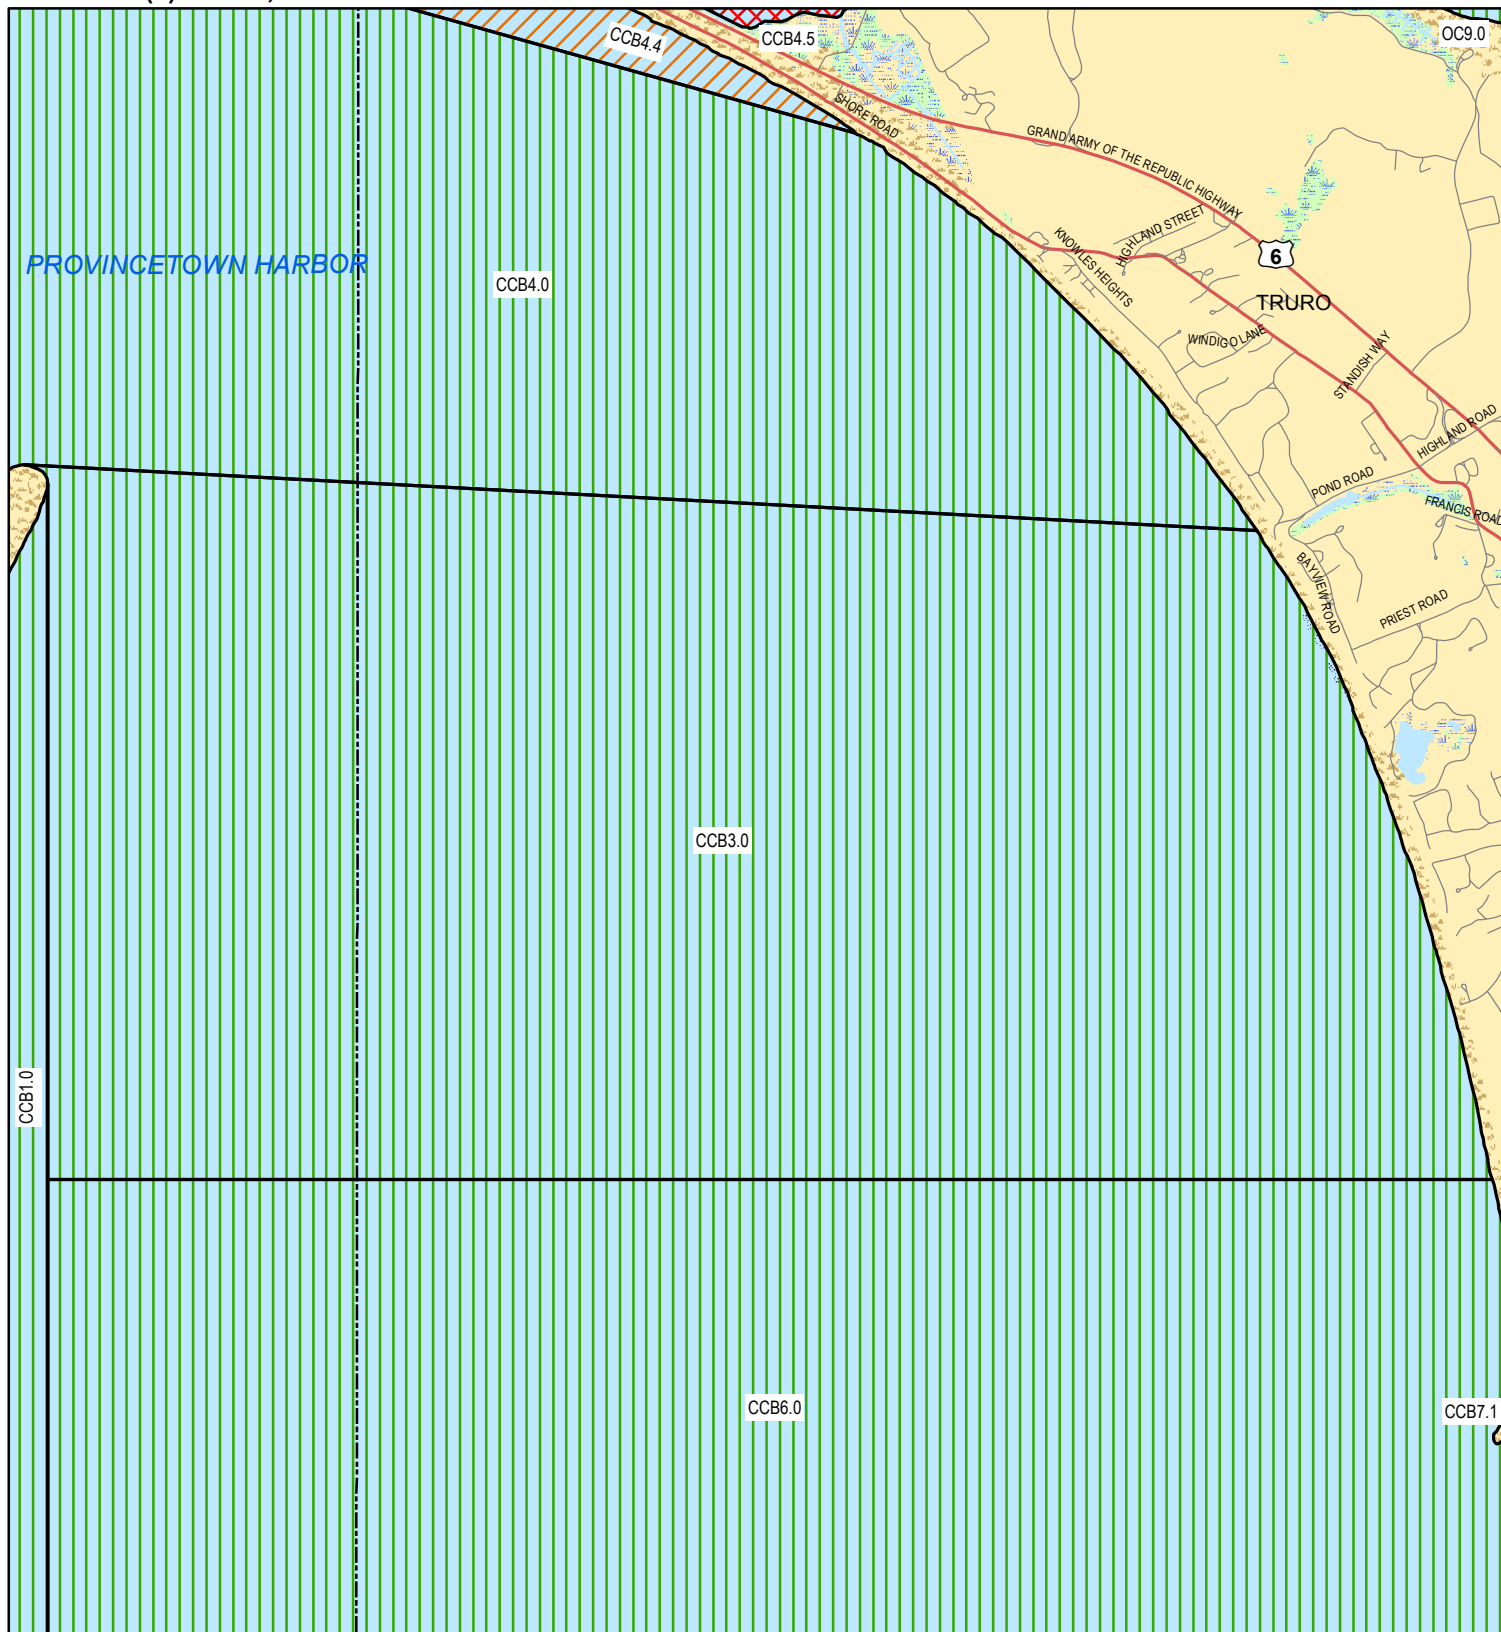 CCB4.4
CCB4.5
OC9.0
SHORE ROAD
GRAND ARMY OF THE REPUBLIC HIGHWAY
HIGHLAND STREET
KNOWLES HEIGHTS
6
PROVINCETOWN HARBOR
CCB4.0
TRURO
WINDIGO LANE
STANDISH WAY
HIGHLAND ROAD
POND ROAD
FRANCIS ROAD
BAYVIEW ROAD
PRIEST ROAD
CCB3.0
CCB1.0
CCB6.0
CCB7.1